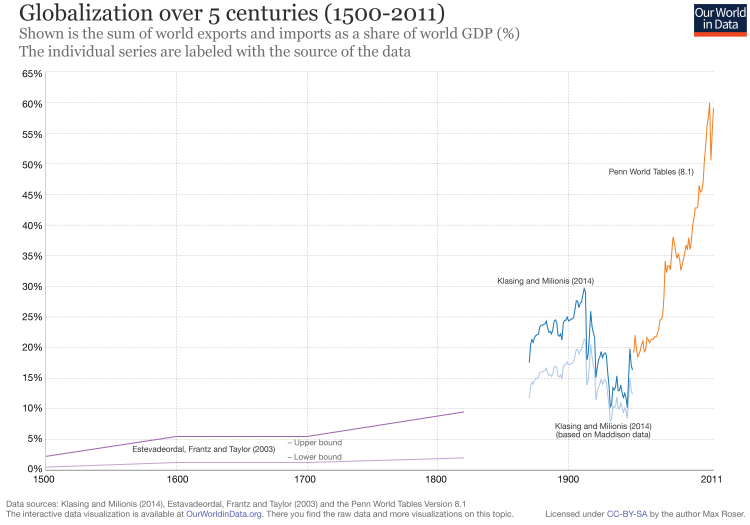 Globalization over 5 centuries (1500-2011)
Our World
in Data
Shown is the sum of world exports and imports as a share of world GDP (%)
The individual series are labeled with the source of the data
65%
60%
55%
50%
45%
40%
35%
30%
25%
20%
15%
10%
5%
0%
Penn World Tables (8.1)
Klasing and Milionis (2014)
Klasing and Milionis (2014)
(based on Maddison data)
Estevadeordal, Frantz and Taylor (2003)
– Upper bound
– Lower bound
1500
1600
1700
1800
1900
2011
Data sources: Klasing and Milionis (2014), Estavadeordal, Frantz and Taylor (2003) and the Penn World Tables Version 8.1
The interactive data visualization is available at OurWorldinData.org. There you find the raw data and more visualizations on this topic.
Licensed under CC-BY-SA by the author Max Roser.